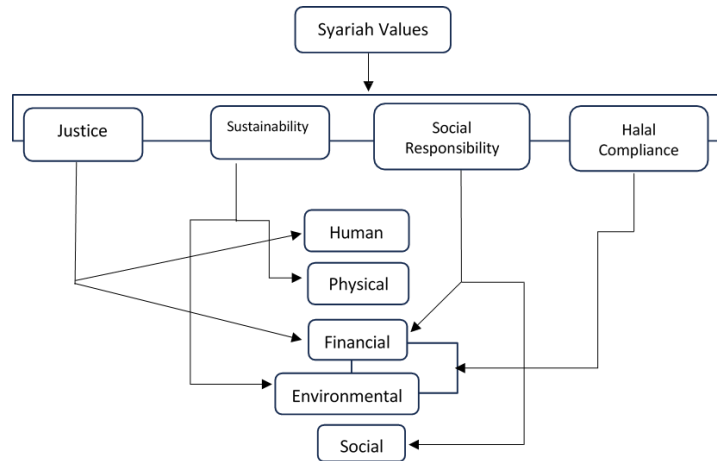 Syariah Values
Justice
Sustainability
Social
Responsibility
Halal
Compliance
Human
Physical
Financial
Environmental
Social